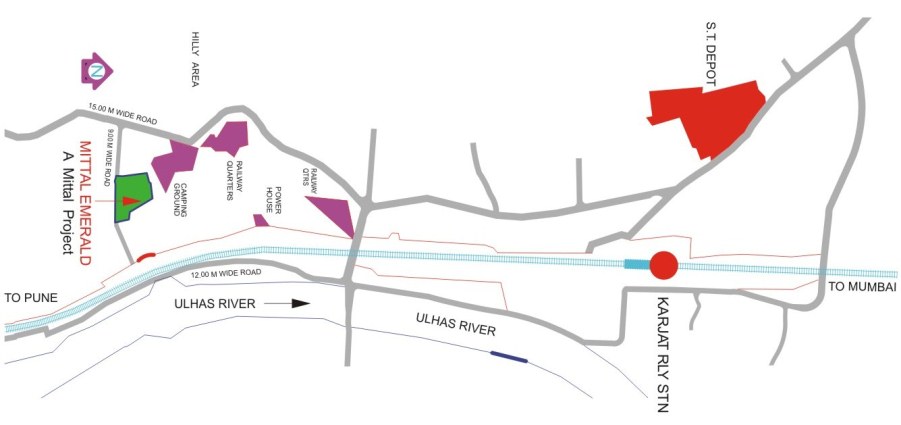 HILLY AREA
S.T. DEPOT
N
15.00 M WIDE ROAD
9.00 M WIDE ROAD
MITTAL EMERALD
A Mittal Project
CAMPING
GROUND
RAILWAY
QUARTERS
POWER
HOUSE
RAILWAY
QTRS
12.00 M WIDE ROAD
TO PUNE
ULHAS RIVER
ULHAS RIVER
KARJAT RLY STN
TO MUMBAI